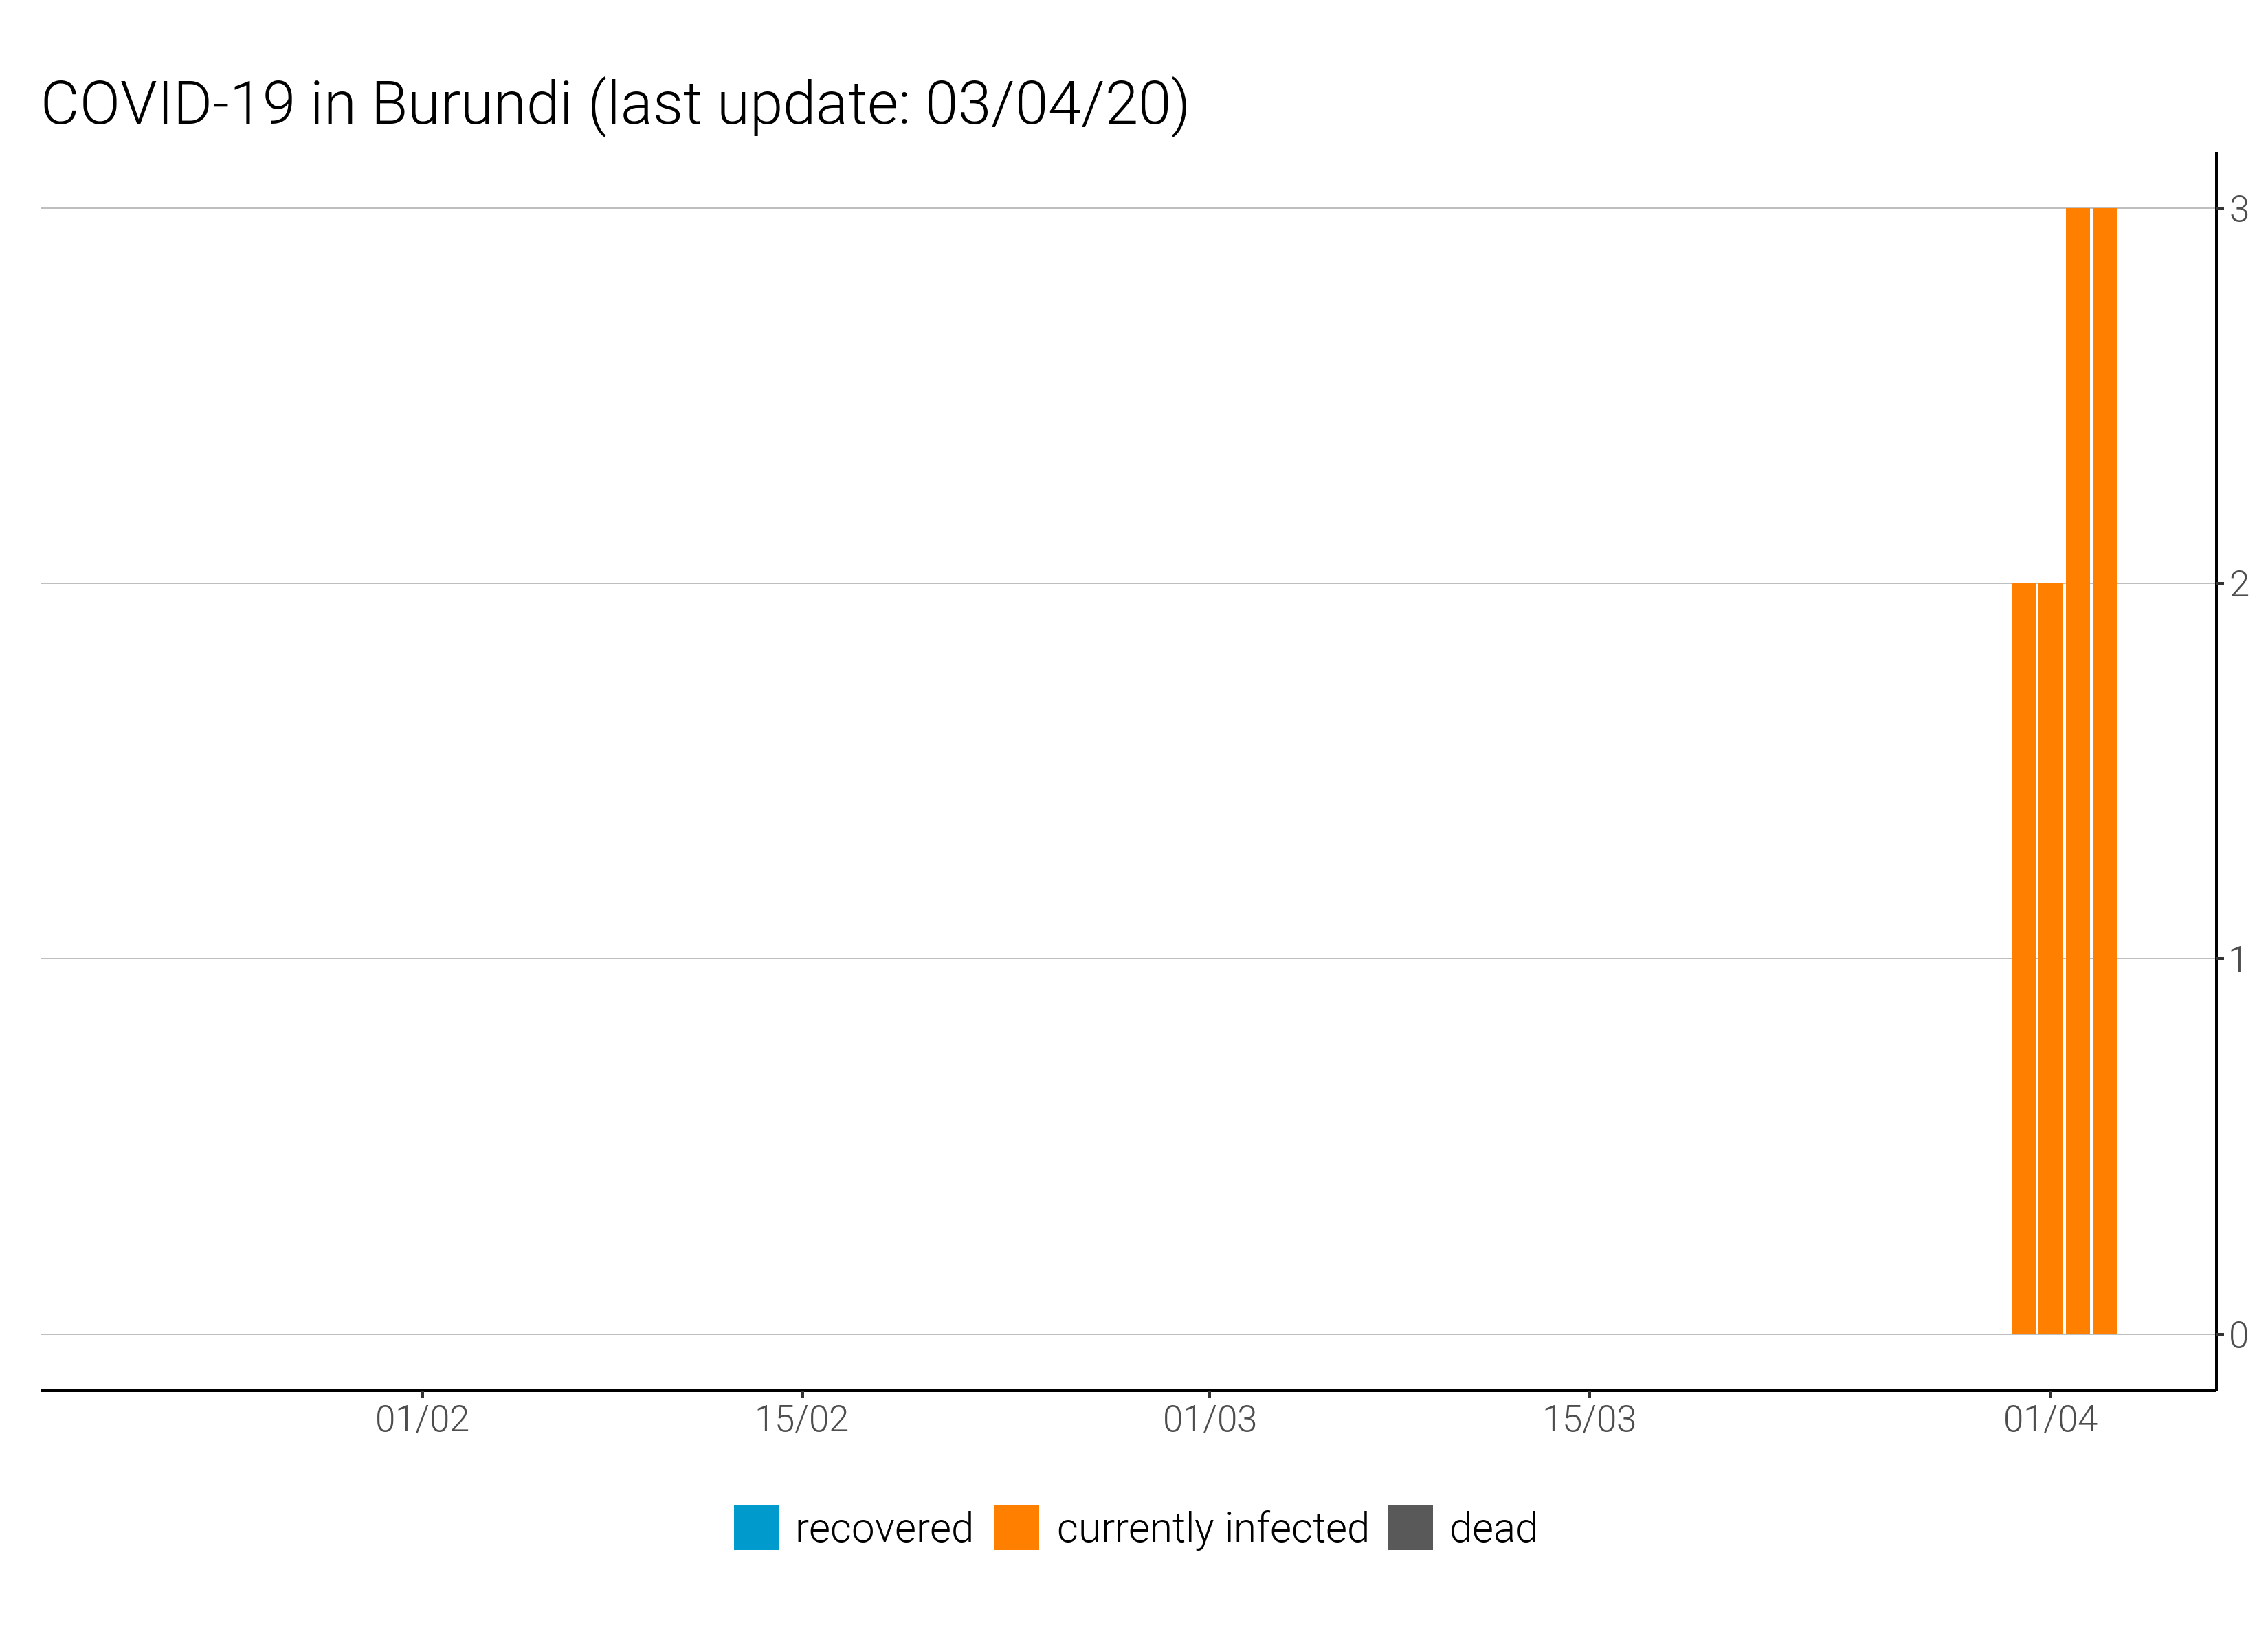 COVID-19 in Burundi (last update: 03/04/20)
3
2
1
0
01/02 15/02 01/03 15/03 01/04
recovered currently infected dead